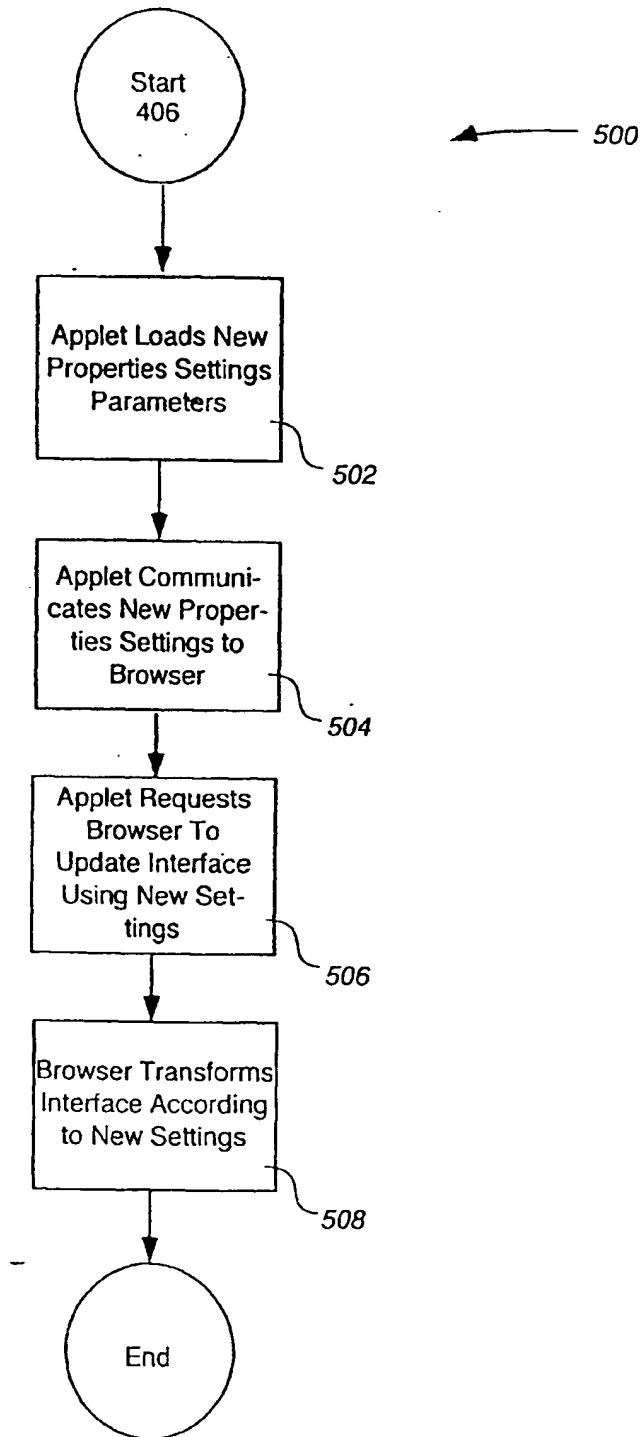 Start
406
500
Applet Loads New
Properties Settings
Parameters
502
Applet Communi-
cates New Proper-
ties Settings to
Browser
504
Applet Requests
Browser To
Update Interface
Using New Set-
tings
506
Browser Transforms
Interface According
to New Settings
508
End